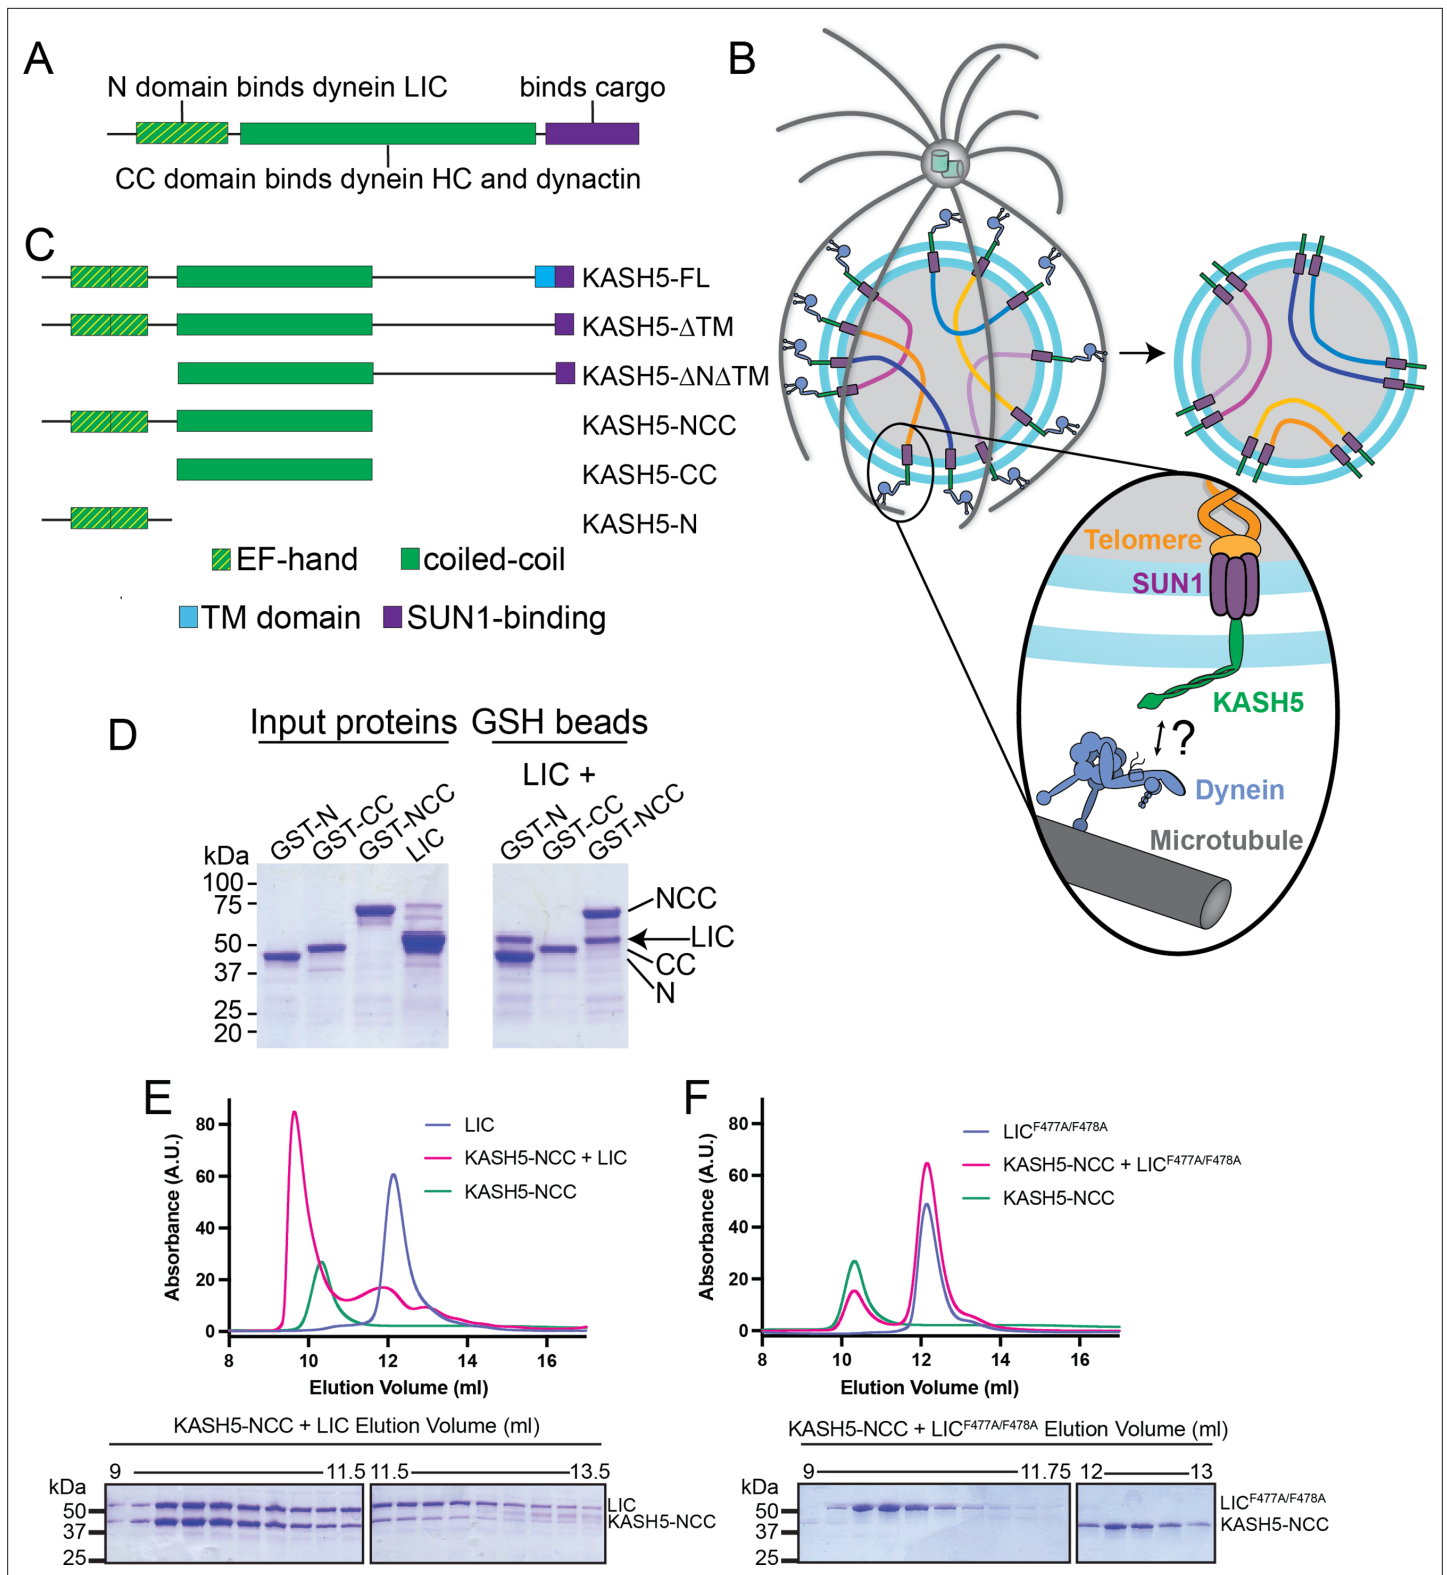 A
N domain binds dynein LIC
binds cargo
CC domain binds dynein HC and dynactin
B
Telomere
SUN1
KASH5
?
Dynein
Microtubule
C
KASH5-FL
KASH5-ΔTM
KASH5-ΔNΔTM
KASH5-NCC
KASH5-CC
KASH5-N
EF-hand
coiled-coil
TM domain
SUN1-binding
D
Input proteins
GSH beads
LIC +
GST-N
GST-CC
GST-NCC
LIC
GST-N
GST-CC
GST-NCC
kDa
100
75
50
37
25
20
NCC
LIC
CC
N
E
Absorbance (A.U.)
80
60
40
20
0
8 10 12 14 16
Elution Volume (ml)
LIC
KASH5-NCC + LIC
KASH5-NCC
KASH5-NCC + LIC Elution Volume (ml)
9 11.5 11.5 13.5
kDa
50
37
25
LIC
KASH5-NCC
F
Absorbance (A.U.)
80
60
40
20
0
8 10 12 14 16
Elution Volume (ml)
LIC^F477A/F478A
KASH5-NCC + LIC^F477A/F478A
KASH5-NCC
KASH5-NCC + LIC^F477A/F478A Elution Volume (ml)
9 11.75 12 13
kDa
50
37
25
LIC^F477A/F478A
KASH5-NCC